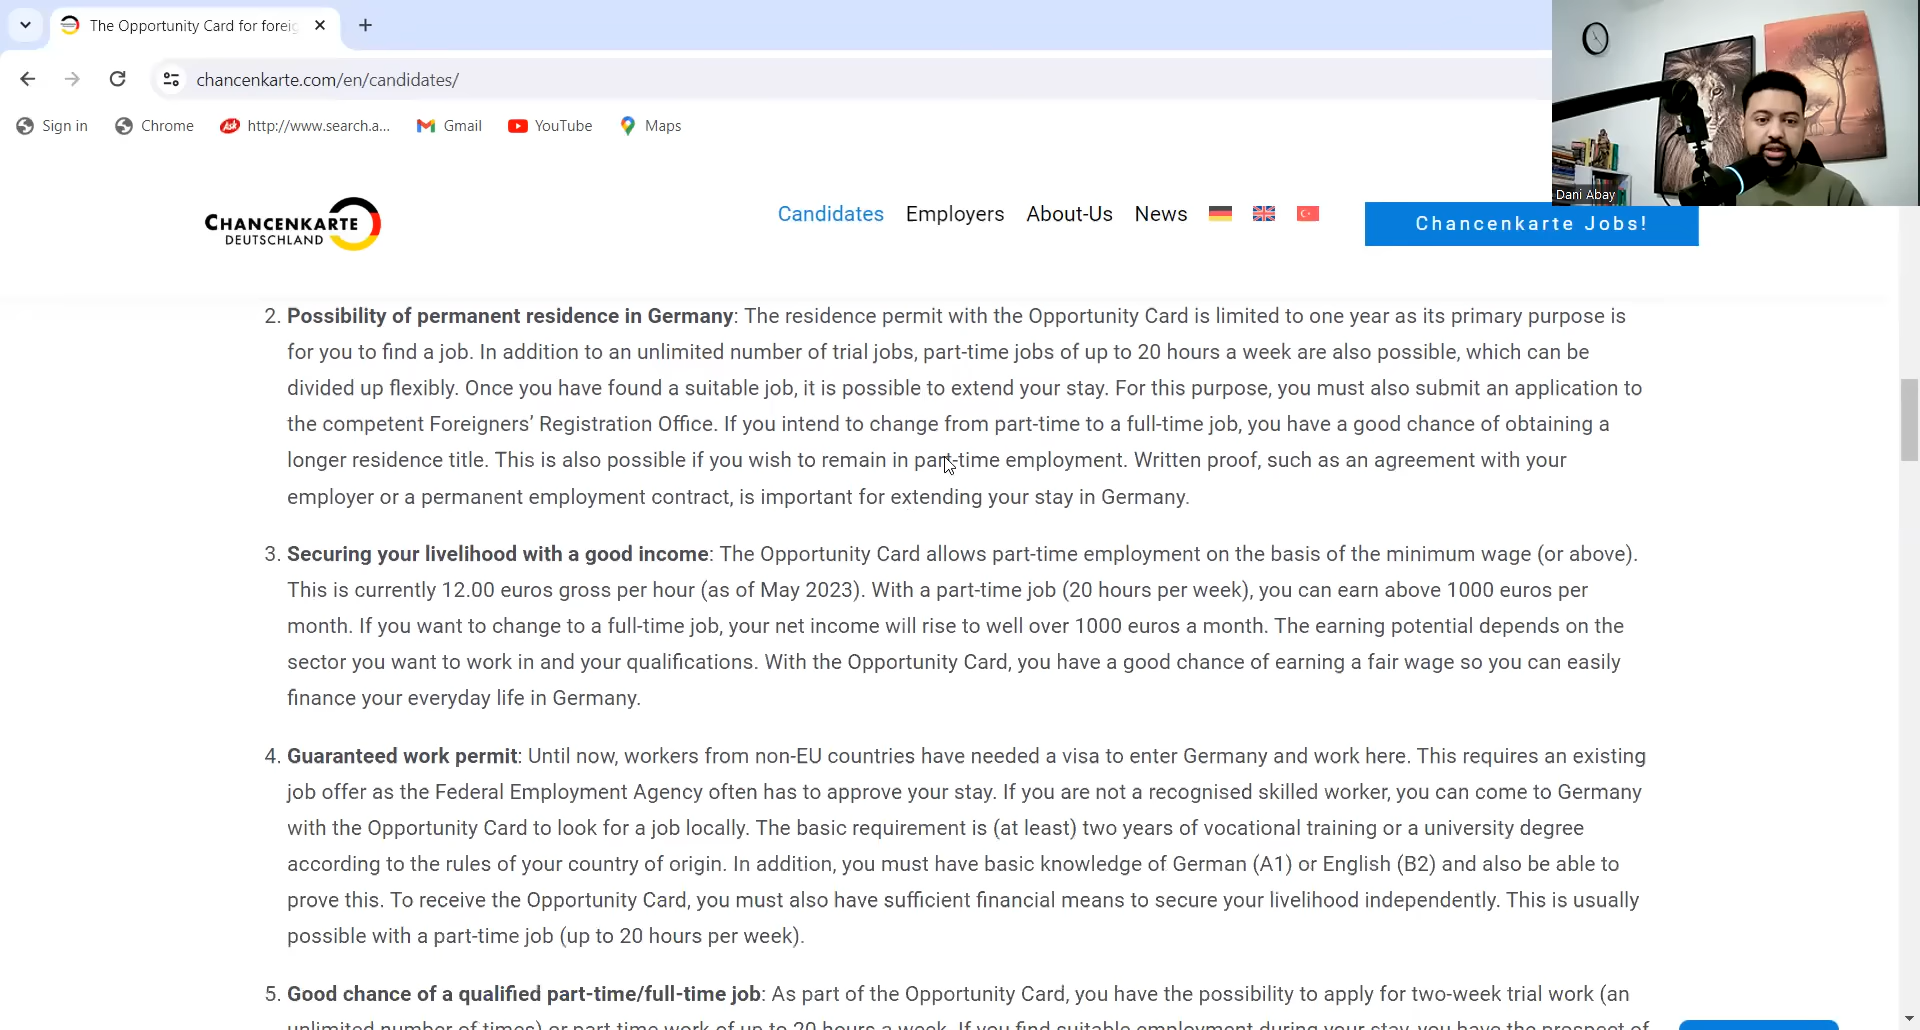 The Opportunity Card for foreig
chancenkarte.com/en/candidates/
Sign in
Chrome
Ask
http://www.search.a...
Gmail
YouTube
Maps
Dani Abay
CHANCENKARTE
DEUTSCHLAND
Candidates
Employers
About-Us
News
Chancenkarte Jobs!
2. Possibility of permanent residence in Germany: The residence permit with the Opportunity Card is limited to one year as its primary purpose is
for you to find a job. In addition to an unlimited number of trial jobs, part-time jobs of up to 20 hours a week are also possible, which can be
divided up flexibly. Once you have found a suitable job, it is possible to extend your stay. For this purpose, you must also submit an application to
the competent Foreigners’ Registration Office. If you intend to change from part-time to a full-time job, you have a good chance of obtaining a
longer residence title. This is also possible if you wish to remain in part-time employment. Written proof, such as an agreement with your
employer or a permanent employment contract, is important for extending your stay in Germany.
3. Securing your livelihood with a good income: The Opportunity Card allows part-time employment on the basis of the minimum wage (or above).
This is currently 12.00 euros gross per hour (as of May 2023). With a part-time job (20 hours per week), you can earn above 1000 euros per
month. If you want to change to a full-time job, your net income will rise to well over 1000 euros a month. The earning potential depends on the
sector you want to work in and your qualifications. With the Opportunity Card, you have a good chance of earning a fair wage so you can easily
finance your everyday life in Germany.
4. Guaranteed work permit: Until now, workers from non-EU countries have needed a visa to enter Germany and work here. This requires an existing
job offer as the Federal Employment Agency often has to approve your stay. If you are not a recognised skilled worker, you can come to Germany
with the Opportunity Card to look for a job locally. The basic requirement is (at least) two years of vocational training or a university degree
according to the rules of your country of origin. In addition, you must have basic knowledge of German (A1) or English (B2) and also be able to
prove this. To receive the Opportunity Card, you must also have sufficient financial means to secure your livelihood independently. This is usually
possible with a part-time job (up to 20 hours per week).
5. Good chance of a qualified part-time/full-time job: As part of the Opportunity Card, you have the possibility to apply for two-week trial work (an
unlimited number of times) or part time work of up to 20 hours a week. If you find suitable employment during your stay, you have the prospect of